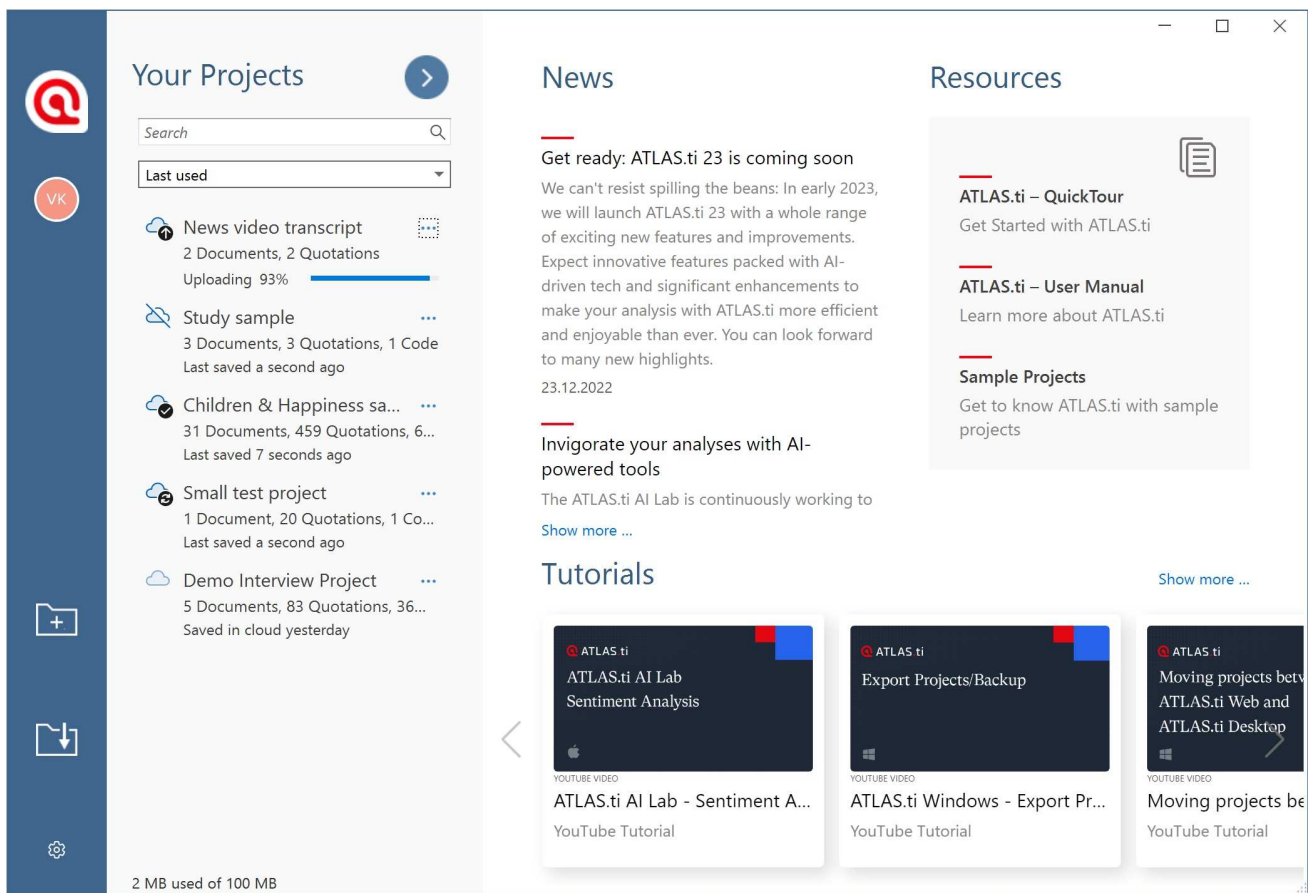 Your Projects
Search
Last used
VK
News video transcript
2 Documents, 2 Quotations
Uploading 93%
Study sample
3 Documents, 3 Quotations, 1 Code
Last saved a second ago
Children & Happiness sa...
31 Documents, 459 Quotations, 6...
Last saved 7 seconds ago
Small test project
1 Document, 20 Quotations, 1 Co...
Last saved a second ago
Demo Interview Project
5 Documents, 83 Quotations, 36...
Saved in cloud yesterday
2 MB used of 100 MB
News
Get ready: ATLAS.ti 23 is coming soon
We can't resist spilling the beans: In early 2023,
we will launch ATLAS.ti 23 with a whole range
of exciting new features and improvements.
Expect innovative features packed with AI-
driven tech and significant enhancements to
make your analysis with ATLAS.ti more efficient
and enjoyable than ever. You can look forward
to many new highlights.
23.12.2022
Invigorate your analyses with AI-
powered tools
The ATLAS.ti AI Lab is continuously working to
Show more ...
Resources
ATLAS.ti – QuickTour
Get Started with ATLAS.ti
ATLAS.ti – User Manual
Learn more about ATLAS.ti
Sample Projects
Get to know ATLAS.ti with sample
projects
Tutorials
Show more ...
ATLAS.ti
ATLAS.ti AI Lab
Sentiment Analysis
YOUTUBE VIDEO
ATLAS.ti AI Lab - Sentiment A...
YouTube Tutorial
ATLAS.ti
Export Projects/Backup
YOUTUBE VIDEO
ATLAS.ti Windows - Export Pr...
YouTube Tutorial
ATLAS.ti
Moving projects betw
ATLAS.ti Web and
ATLAS.ti Desktop
YOUTUBE VIDEO
Moving projects be
YouTube Tutorial